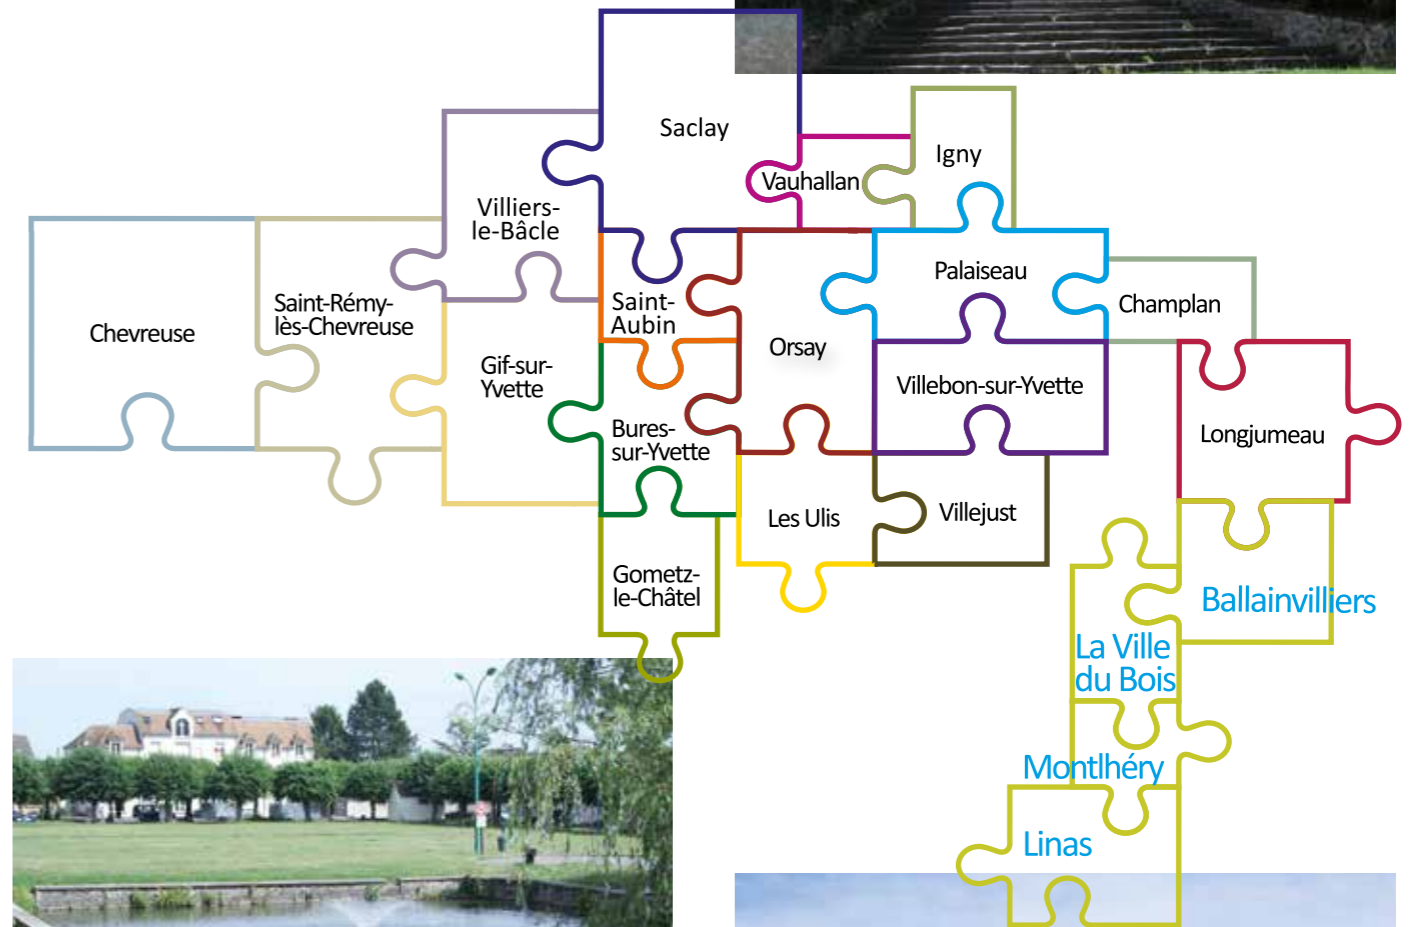 Saclay
Igny
Vauhallan
Villiers-
le-Bâcle
Palaiseau
Saint-Rémy-
lès-Chevreuse
Saint-
Aubin
Champlan
Chevreuse
Orsay
Gif-sur-
Yvette
Villebon-sur-Yvette
Bures-
sur-Yvette
Longjumeau
Les Ulis
Villejust
Gometz-
le-Châtel
Ballainvilliers
La Ville
du Bois
Montlhéry
Linas